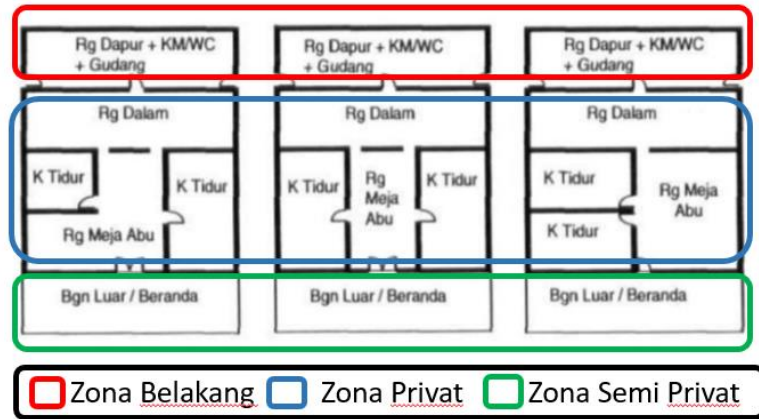 Rg Dapur + KM/WC
+ Gudang
Rg Dalam
K Tidur
K Tidur
Rg Meja Abu
Bgn Luar / Beranda
Rg Dapur + KM/WC
+ Gudang
Rg Dalam
K Tidur
Rg
Meja
Abu
K Tidur
Bgn Luar / Beranda
Rg Dapur + KM/WC
+ Gudang
Rg Dalam
K Tidur
Rg Meja
Abu
K Tidur
Bgn Luar / Beranda
Zona Belakang
Zona Privat
Zona Semi Privat